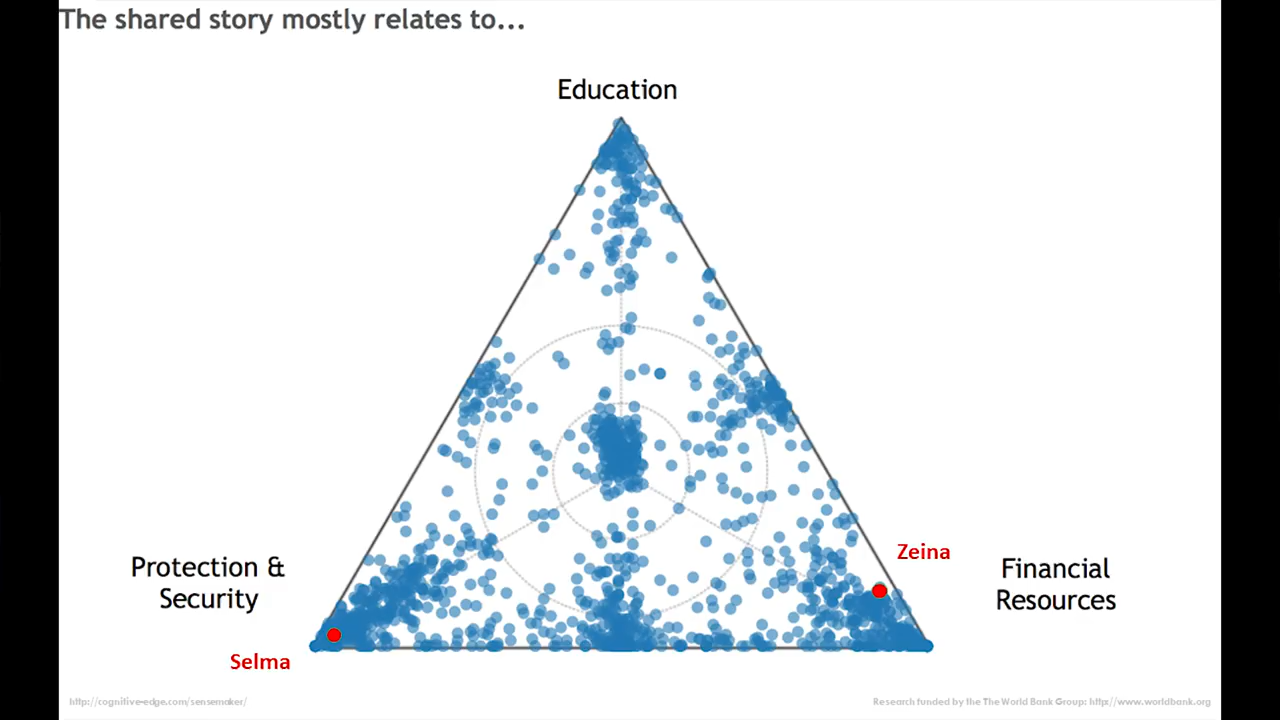 The shared story mostly relates to...
Education
Zeina
Protection &
Security
Financial
Resources
Selma
http://cognitive-edge.com/sensemaker/
Research funded by the The World Bank Group: http://www.worldbank.org